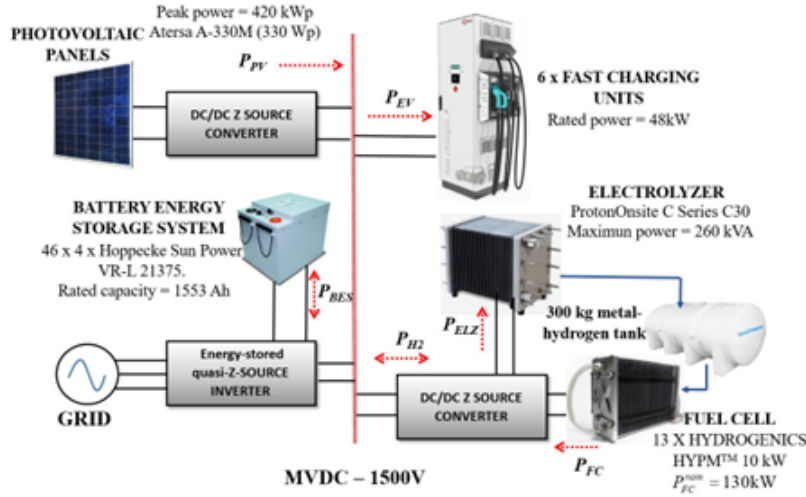 Peak power = 420 kWp
Atersa A-330M (330 Wp)
PHOTOVOLTAIC
PANELS
P_PV
DC/DC Z SOURCE
CONVERTER
P_EV
6 x FAST CHARGING
UNITS
Rated power = 48kW
BATTERY ENERGY
STORAGE SYSTEM
46 x 4 x Hoppecke Sun Power
VR-L 21375.
Rated capacity = 1553 Ah
P_BES
ELECTROLYZER
ProtonOnsite C Series C30
Maximun power = 260 kVA
300 kg metal-
hydrogen tank
P_H2
P_ELZ
Energy-stored
quasi-Z-SOURCE
INVERTER
GRID
DC/DC Z SOURCE
CONVERTER
P_FC
FUEL CELL
13 X HYDROGENICS
HYPM™ 10 kW
P_FC^nom = 130kW
MVDC – 1500V